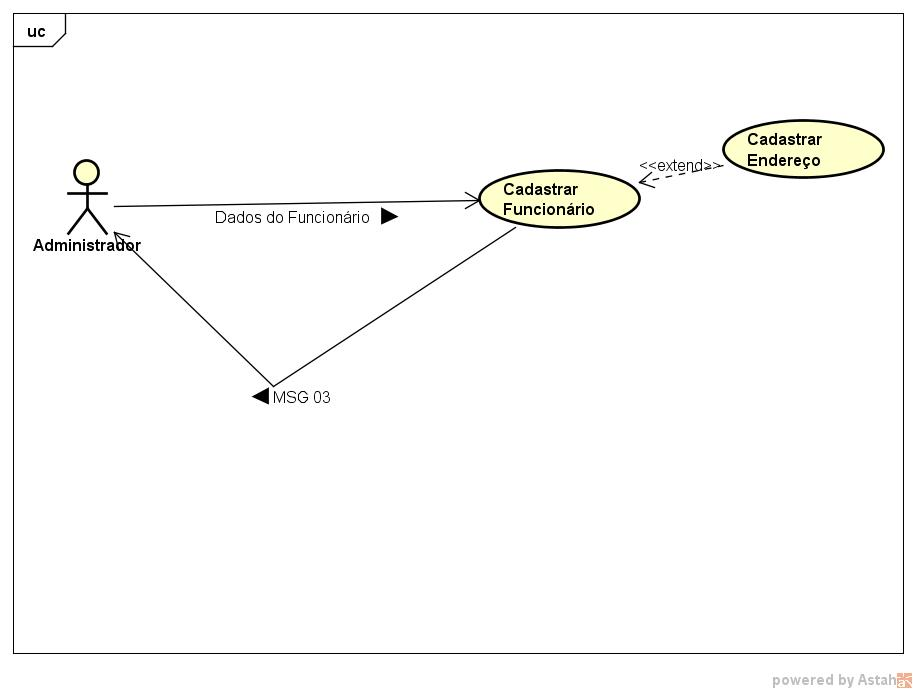 uc
Cadastrar
Endereço
<<extend>>
Cadastrar
Funcionário
Dados do Funcionário
Administrador
MSG 03
powered by Astah